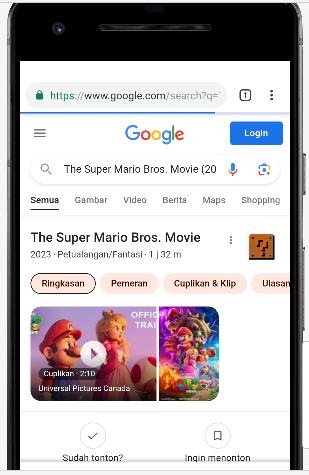 https://www.google.com/search?q=
1
Google
Login
The Super Mario Bros. Movie (20
Semua Gambar Video Berita Maps Shopping
The Super Mario Bros. Movie
2023 · Petualangan/Fantasi · 1 j 32 m
Ringkasan Pemeran Cuplikan & Klip Ulasan
OFFIC
TRAI
Cuplikan · 2:10
Universal Pictures Canada
Sudah tonton? Ingin menonton